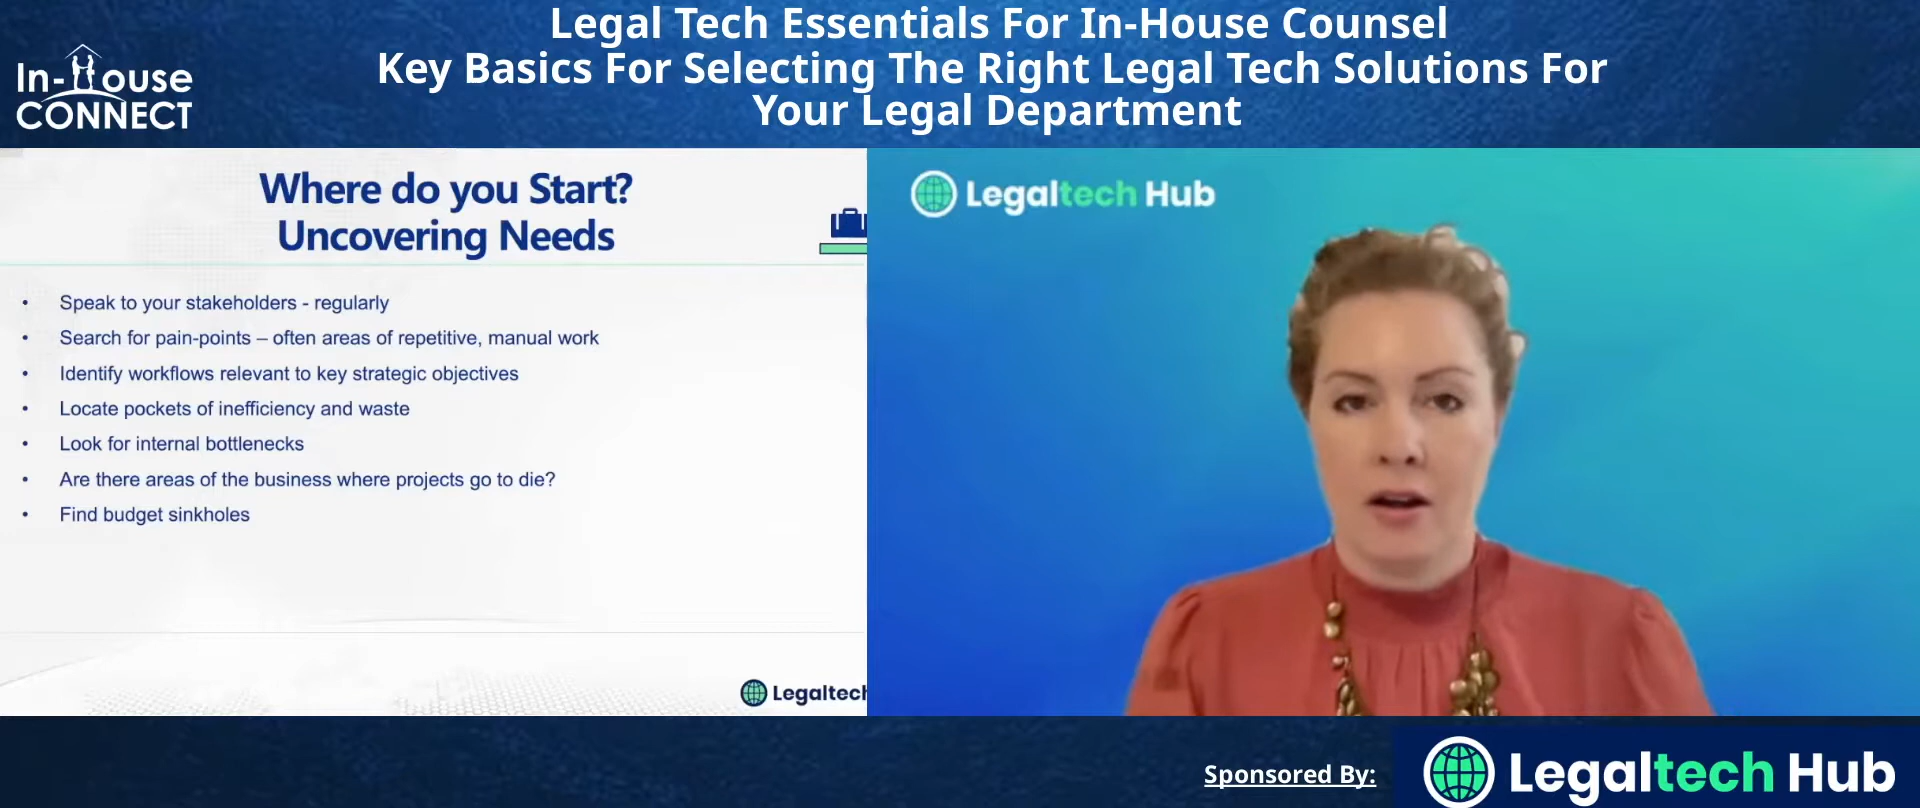 Legal Tech Essentials For In-House Counsel
Key Basics For Selecting The Right Legal Tech Solutions For
Your Legal Department
In-House
CONNECT
Where do you Start?
Uncovering Needs
• Speak to your stakeholders - regularly
• Search for pain-points – often areas of repetitive, manual work
• Identify workflows relevant to key strategic objectives
• Locate pockets of inefficiency and waste
• Look for internal bottlenecks
• Are there areas of the business where projects go to die?
• Find budget sinkholes
Legaltech
Legaltech Hub
Sponsored By:
Legaltech Hub